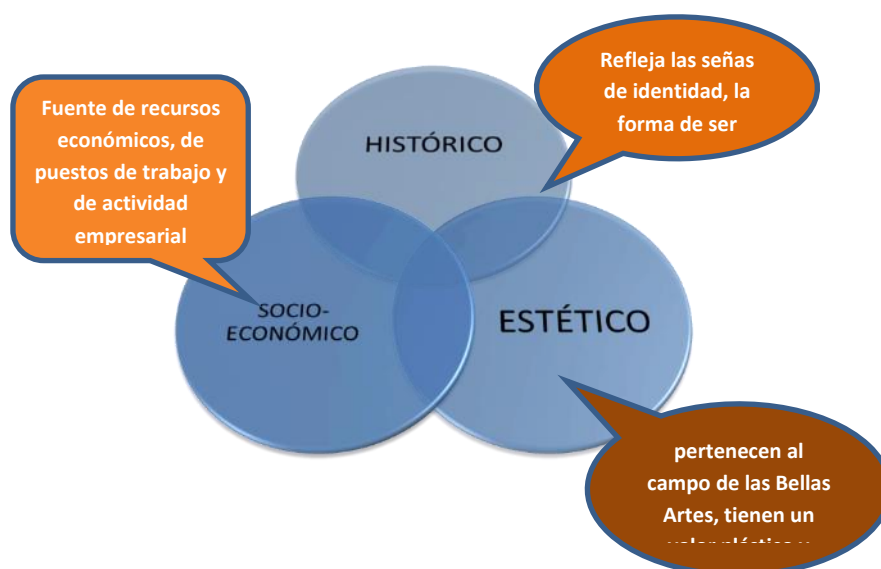 Refleja las señas
de identidad, la
forma de ser
Fuente de recursos
económicos, de
puestos de trabajo y
de actividad
empresarial
HISTÓRICO
SOCIO-
ECONÓMICO
ESTÉTICO
pertenecen al
campo de las Bellas
Artes, tienen un